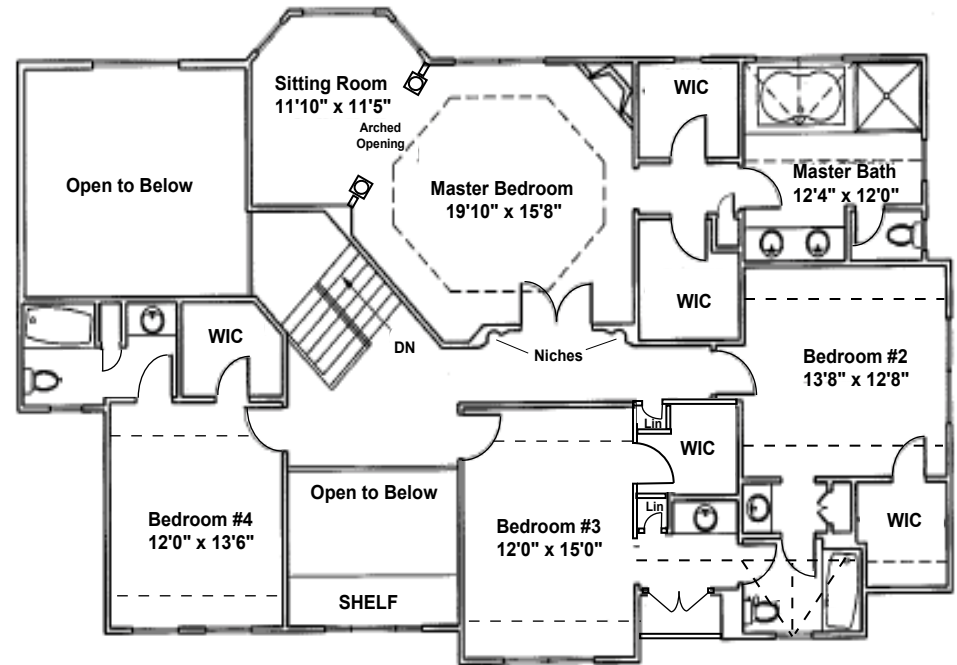 Sitting Room
11'10" x 11'5"
Arched
Opening
WIC
Open to Below
Master Bedroom
19'10" x 15'8"
Master Bath
12'4" x 12'0"
WIC
WIC
DN
Niches
Bedroom #2
13'8" x 12'8"
Lin
WIC
Open to Below
Lin
Bedroom #4
12'0" x 13'6"
Bedroom #3
12'0" x 15'0"
WIC
SHELF